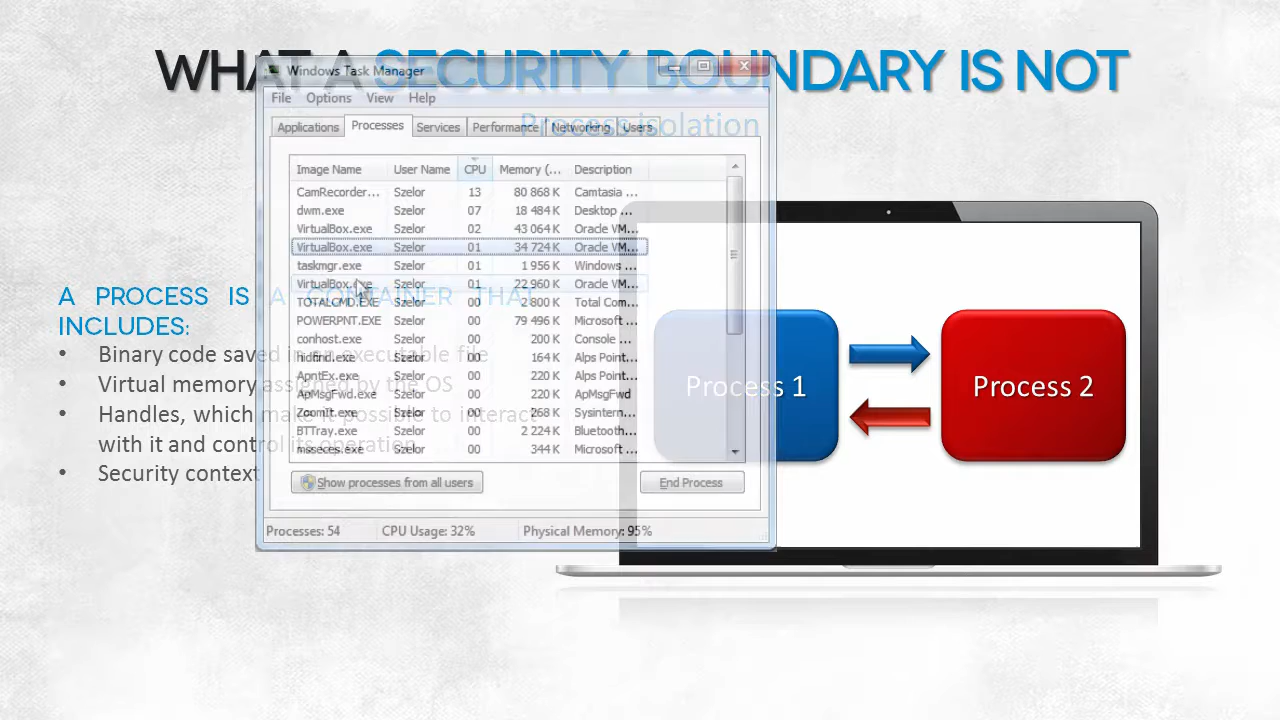 WHAT A SECURITY BOUNDARY IS NOT
Process isolation
Windows Task Manager
File Options View Help
Applications Processes Services Performance Networking Users
Image Name User Name CPU Memory (... Description
CamRecorder... Szelor 13 80 868 K Camtasia ...
dwm.exe Szelor 07 18 484 K Desktop ...
VirtualBox.exe Szelor 02 43 064 K Oracle VM...
VirtualBox.exe Szelor 01 34 724 K Oracle VM...
taskmgr.exe Szelor 01 1 956 K Windows ...
VirtualBox.exe Szelor 01 22 960 K Oracle VM...
TOTALCMD.EXE Szelor 00 2 800 K Total Com...
POWERPNT.EXE Szelor 00 79 496 K Microsoft ...
conhost.exe Szelor 00 200 K Console ...
hidfind.exe Szelor 00 164 K Alps Point...
ApntEx.exe Szelor 00 220 K Alps Point...
ApMsgFwd.exe Szelor 00 220 K ApMsgFwd
ZoomIt.exe Szelor 00 268 K Sysintern...
BTTray.exe Szelor 00 2 224 K Bluetooth...
msseces.exe Szelor 00 344 K Microsoft ...
Show processes from all users End Process
Processes: 54 CPU Usage: 32% Physical Memory: 95%
A PROCESS IS A CONTAINER THAT
INCLUDES:
• Binary code saved in an executable file
• Virtual memory assigned by the OS
• Handles, which make it possible to interact
with it and control its operation
• Security context
Process 1
Process 2